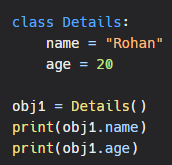 class Details:
    name = "Rohan"
    age = 20

obj1 = Details()
print(obj1.name)
print(obj1.age)